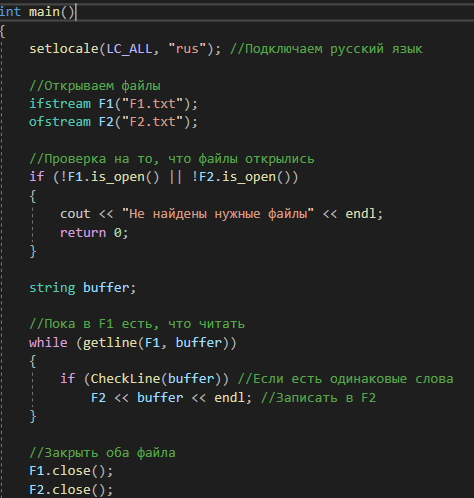 int main()
{
setlocale(LC_ALL, "rus"); //Подключаем русский язык
//Открываем файлы
ifstream F1("F1.txt");
ofstream F2("F2.txt");
//Проверка на то, что файлы открылись
if (!F1.is_open() || !F2.is_open())
{
cout << "Не найдены нужные файлы" << endl;
return 0;
}
string buffer;
//Пока в F1 есть, что читать
while (getline(F1, buffer))
{
if (CheckLine(buffer)) //Если есть одинаковые слова
F2 << buffer << endl; //Записать в F2
}
//Закрыть оба файла
F1.close();
F2.close();